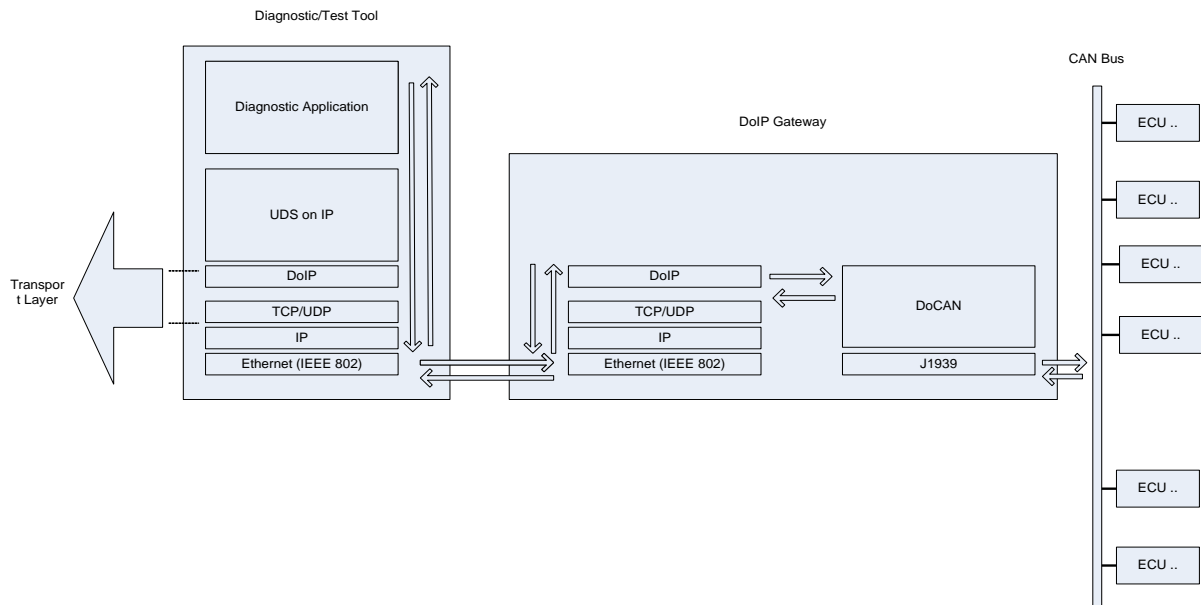 Diagnostic/Test Tool
Diagnostic Application
UDS on IP
DoIP
TCP/UDP
IP
Ethernet (IEEE 802)
Transpor
t Layer
DoIP Gateway
DoIP
TCP/UDP
IP
Ethernet (IEEE 802)
DoCAN
J1939
CAN Bus
ECU ..
ECU ..
ECU ..
ECU ..
ECU ..
ECU ..